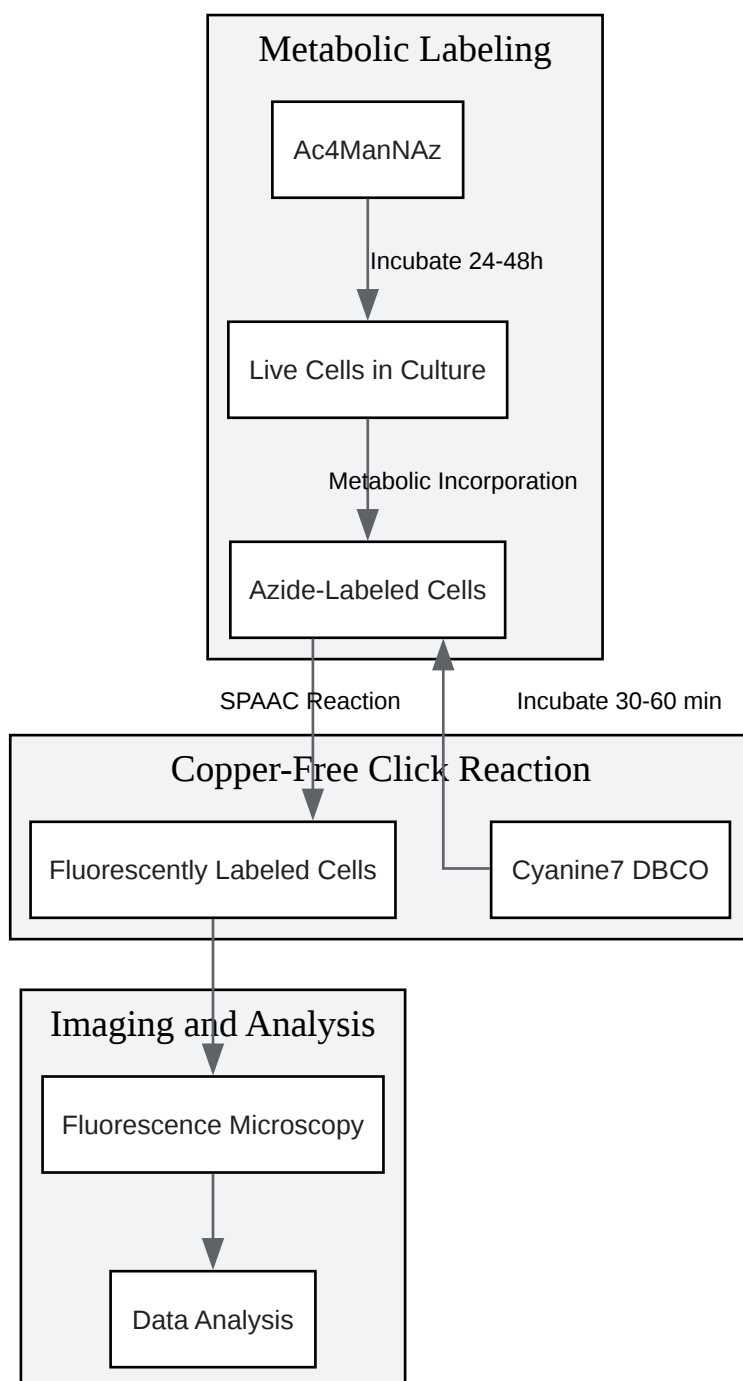 Metabolic Labeling
Ac4ManNAz
Incubate 24-48h
Live Cells in Culture
Metabolic Incorporation
Azide-Labeled Cells
SPAAC Reaction
Incubate 30-60 min
Copper-Free Click Reaction
Fluorescently Labeled Cells
Cyanine7 DBCO
Imaging and Analysis
Fluorescence Microscopy
Data Analysis